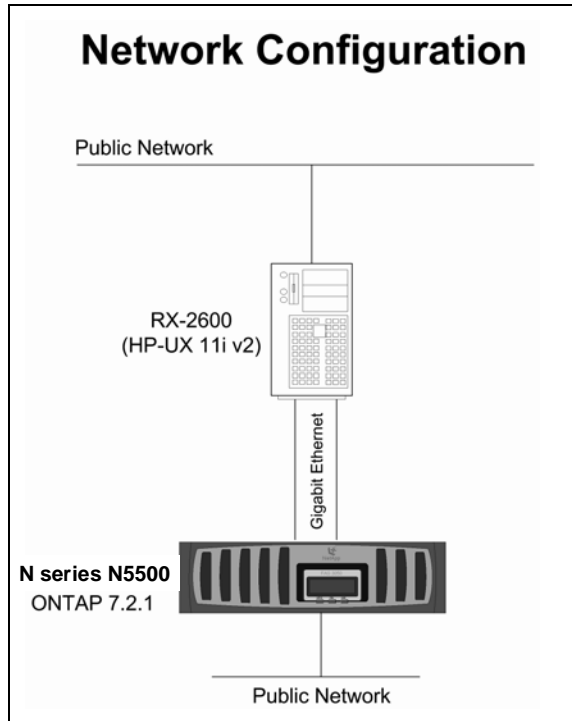 Network Configuration
Public Network
RX-2600
(HP-UX 11i v2)
Gigabit Ethernet
N series N5500
ONTAP 7.2.1
Public Network